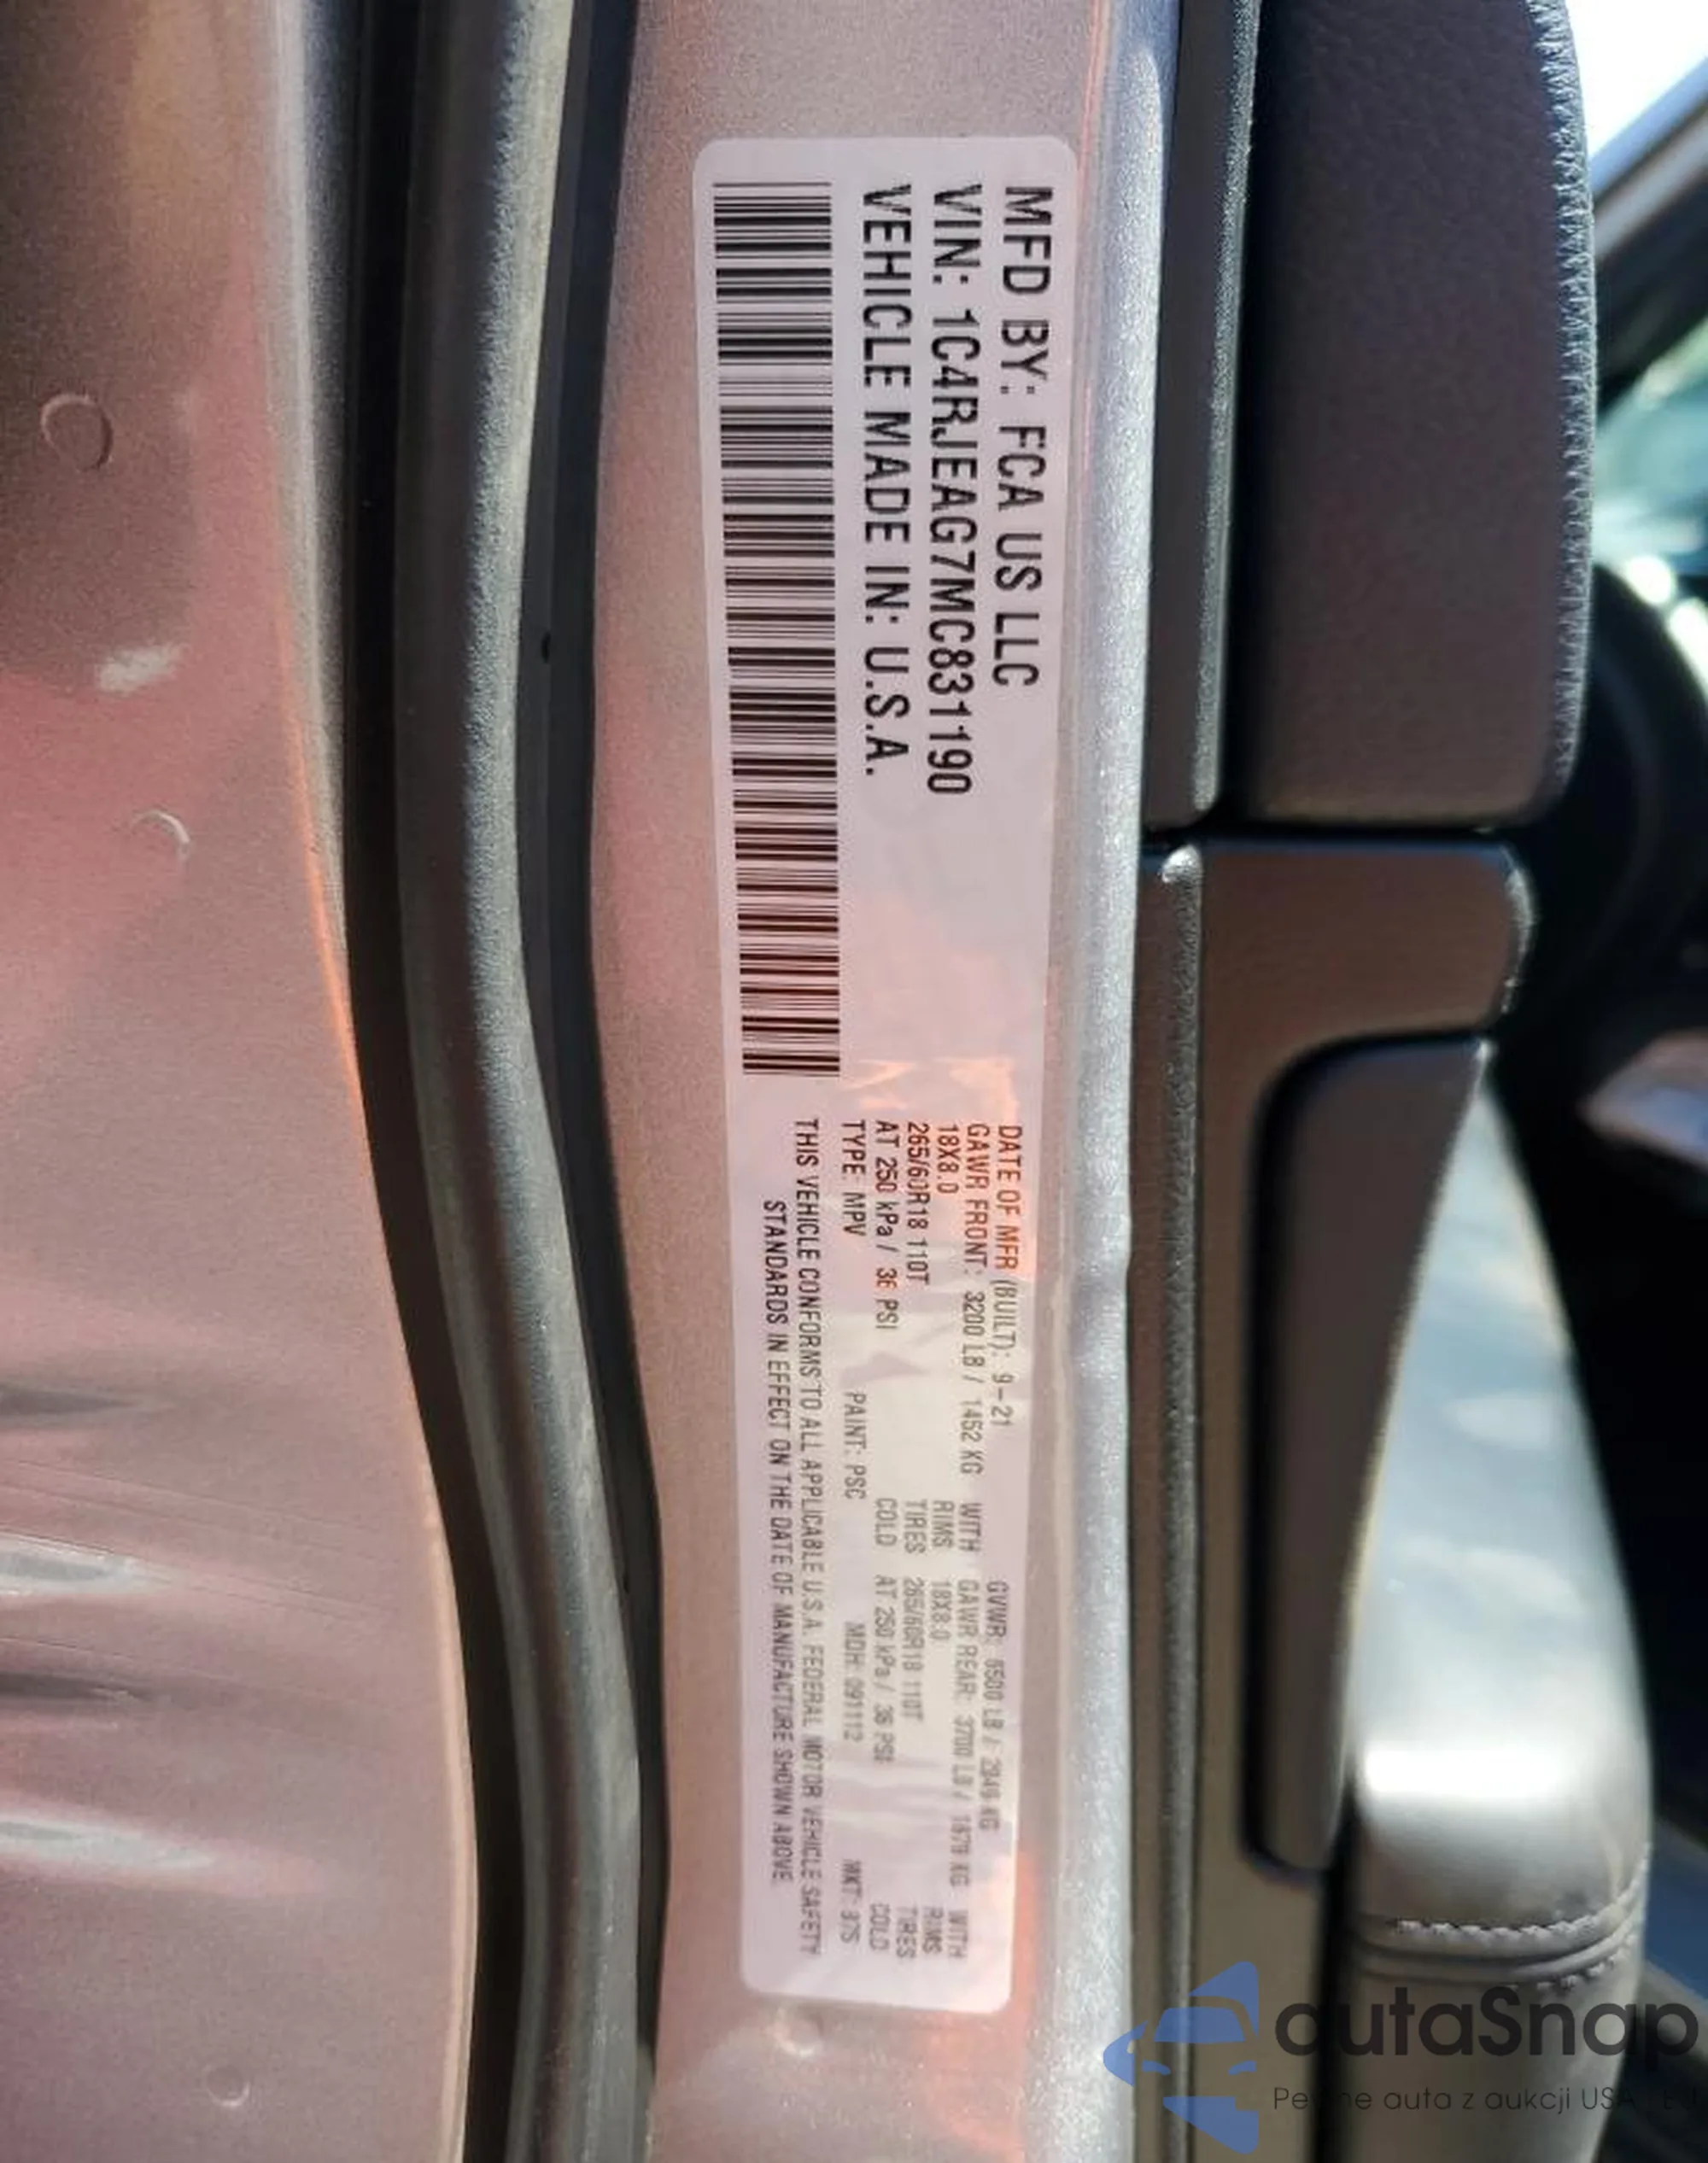 MFD BY: FCA US LLC
VIN: 1C4RJEAG7MC831190
VEHICLE MADE IN: U.S.A.
DATE OF MFR (BUILT): 9-21 GVWR: 6500 LB / 2949 KG
GAWR FRONT: 3200 LB / 1452 KG WITH GAWR REAR: 3700 LB / 1679 KG WITH
18X8.0 RIMS 18X8.0 RIMS
265/60R18 110T TIRES 265/60R18 110T TIRES
AT 250 kPa / 36 PSI COLD AT 250 kPa / 36 PSI COLD
TYPE: MPV PAINT: PSC MDH: 091112 MKT:
THIS VEHICLE CONFORMS TO ALL APPLICABLE U.S.A. FEDERAL MOTOR VEHICLE SAFETY
STANDARDS IN EFFECT ON THE DATE OF MANUFACTURE SHOWN ABOVE.
autaSnap
auta z aukcji USA